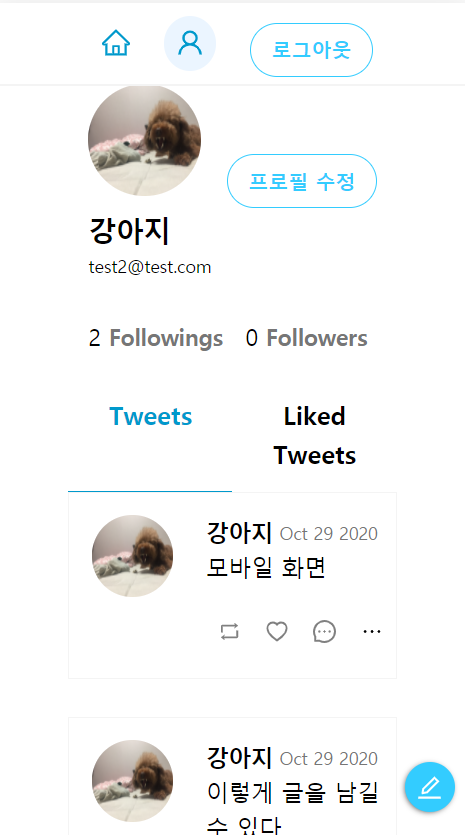 로그아웃
프로필 수정
강아지
test2@test.com
2 Followings 0 Followers
Tweets
Liked
Tweets
강아지 Oct 29 2020
모바일 화면
강아지 Oct 29 2020
이렇게 글을 남길
수 있다